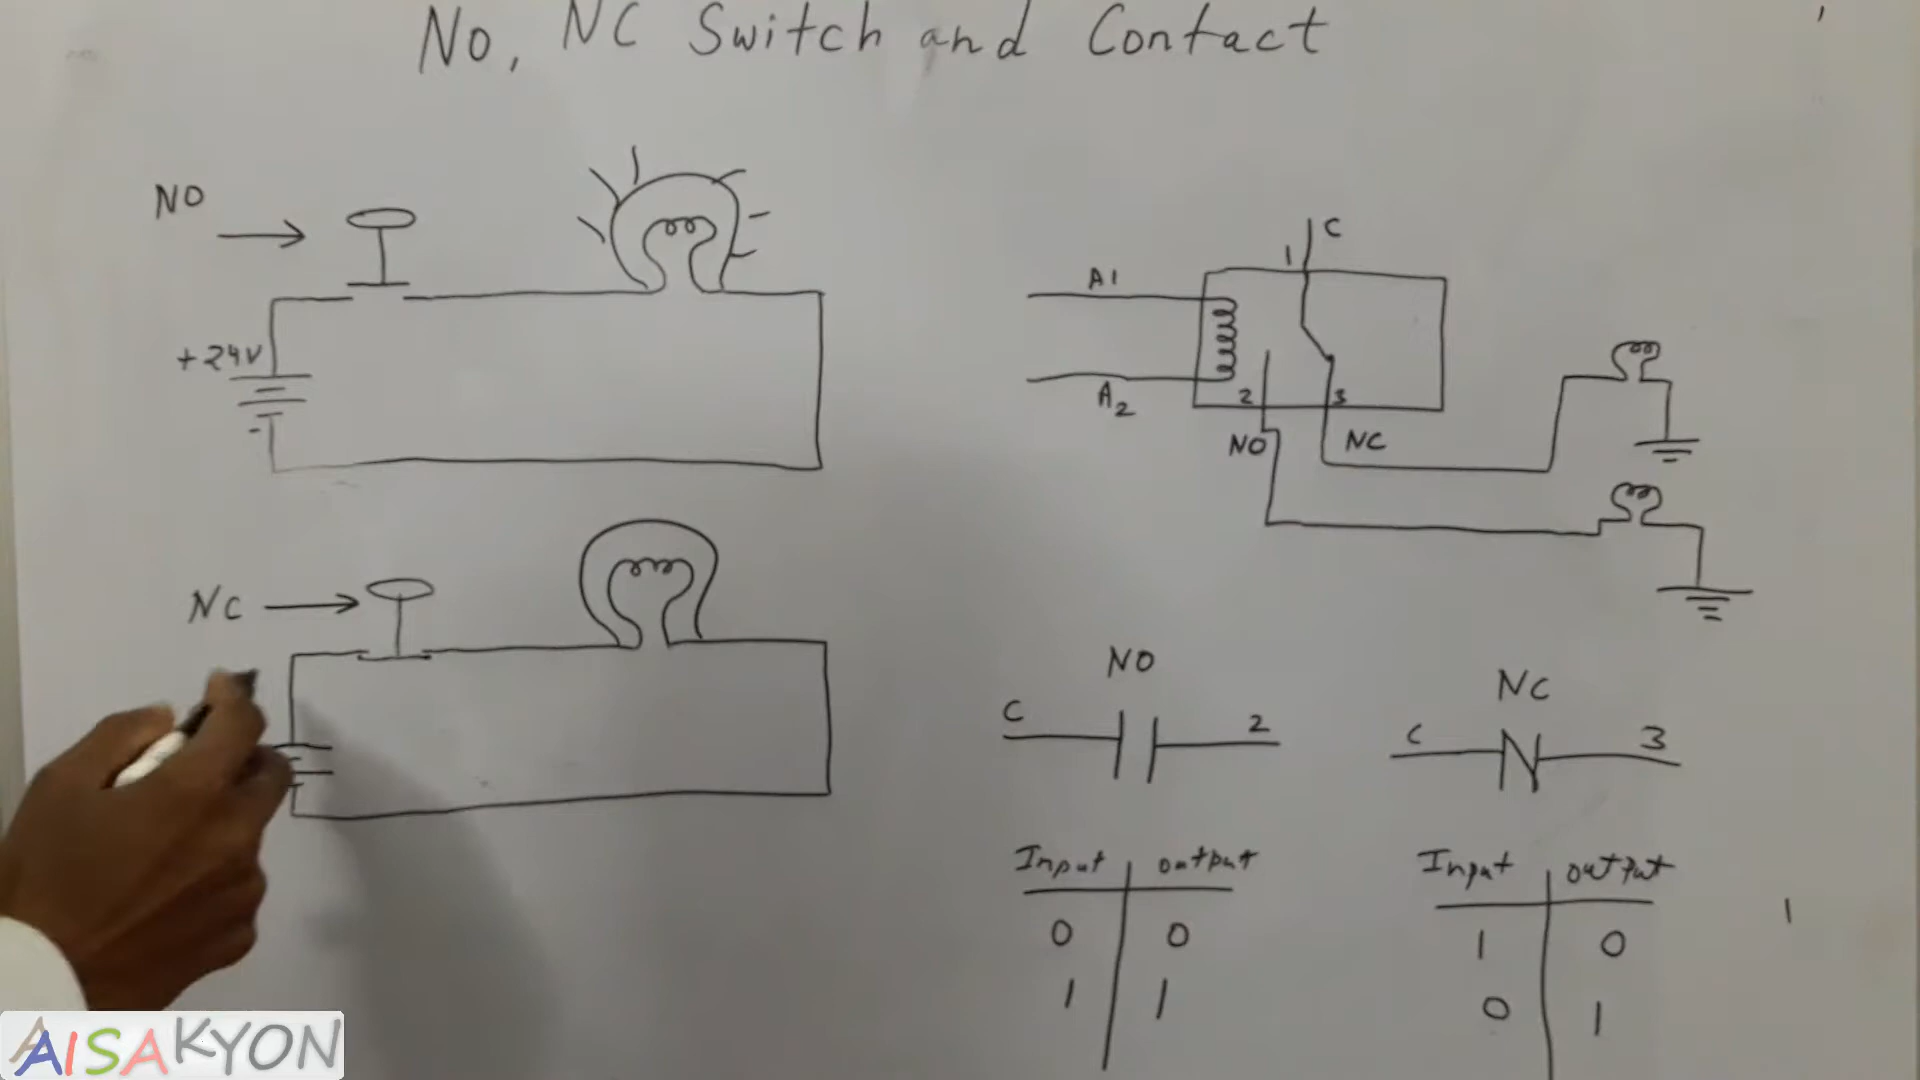 No, NC Switch and Contact
NO
+24V
-
NC
C
1
A1
A2
2
3
NO
NC
NO
C
2
NC
C
3
Input output
0 0
1 1
Input output
1 0
0 1
AISAKYON